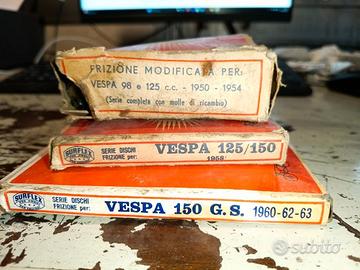 FRIZIONE MODIFICATA PER:
VESPA 98 e 125 c.c. - 1950 - 1954
(Serie completa con molle di ricambio)
SURFLEX
SERIE DISCHI
FRIZIONE per:
VESPA 125/150
1958
SURFLEX
SERIE DISCHI
FRIZIONE per:
VESPA 150 G.S. 1960-62-63
subito